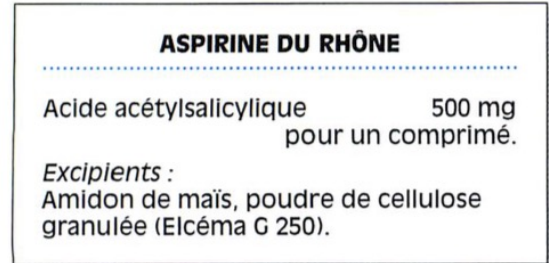 ASPIRINE DU RHÔNE
Acide acétylsalicylique 500 mg
pour un comprimé.
Excipients :
Amidon de maïs, poudre de cellulose
granulée (Elcéma G 250).